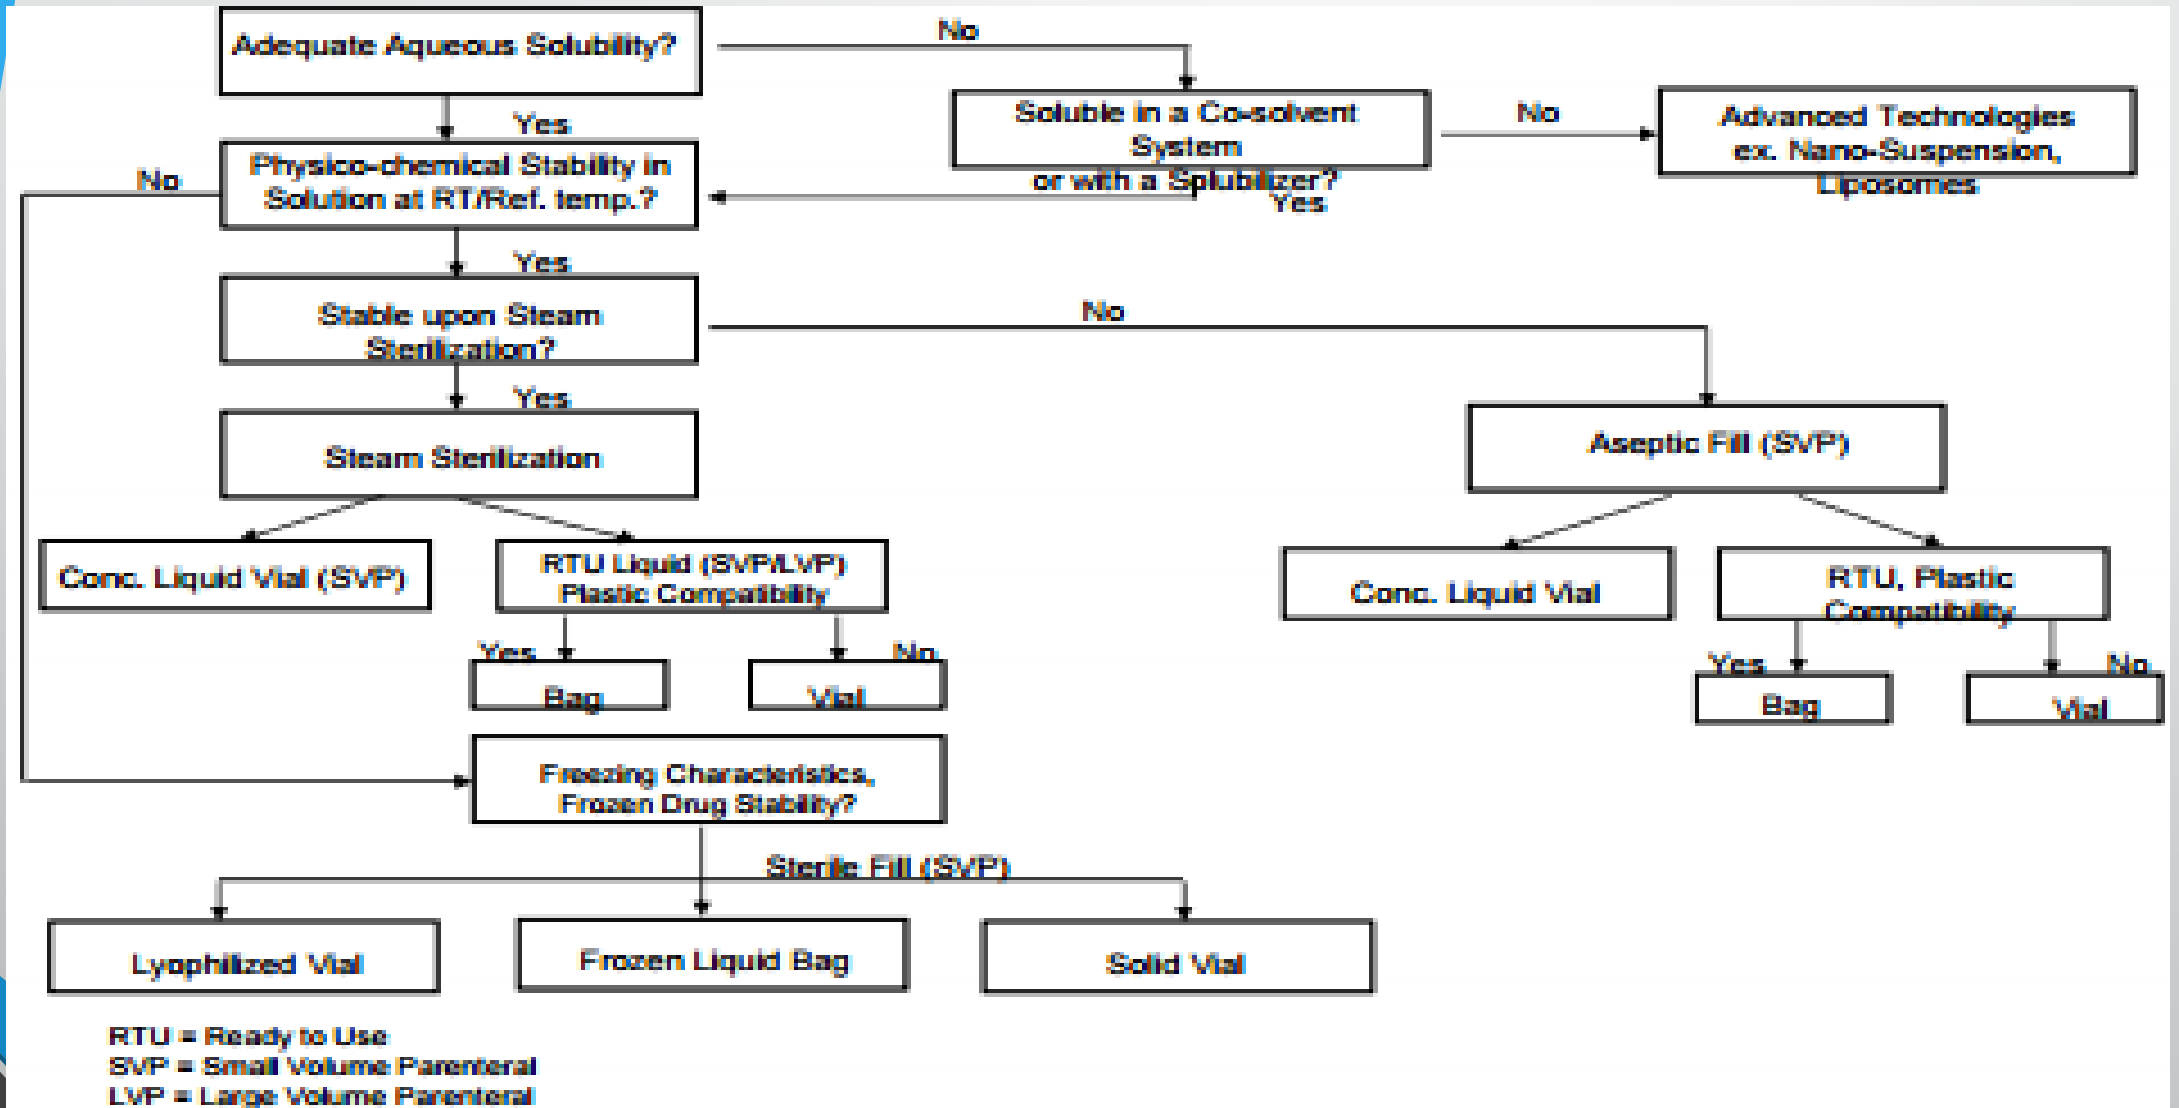 Adequate Aqueous Solubility?
No
Yes
Soluble in a Co-solvent
System
or with a Splubilizer?
No
Advanced Technologies
ex. Nano-Suspension,
Liposomes
Physico-chemical Stability in
Solution at RT/Ref. temp.?
No
Yes
Yes
Stable upon Steam
Sterilization?
No
Yes
Steam Sterilization
Aseptic Fill (SVP)
Conc. Liquid Vial (SVP)
RTU Liquid (SVP/LVP)
Plastic Compatibility
Conc. Liquid Vial
RTU, Plastic
Compatibility
Yes
No
Yes
No
Bag
Vial
Bag
Vial
Freezing Characteristics,
Frozen Drug Stability?
Sterile Fill (SVP)
Lyophilized Vial
Frozen Liquid Bag
Solid Vial
RTU = Ready to Use
SVP = Small Volume Parenteral
LVP = Large Volume Parenteral